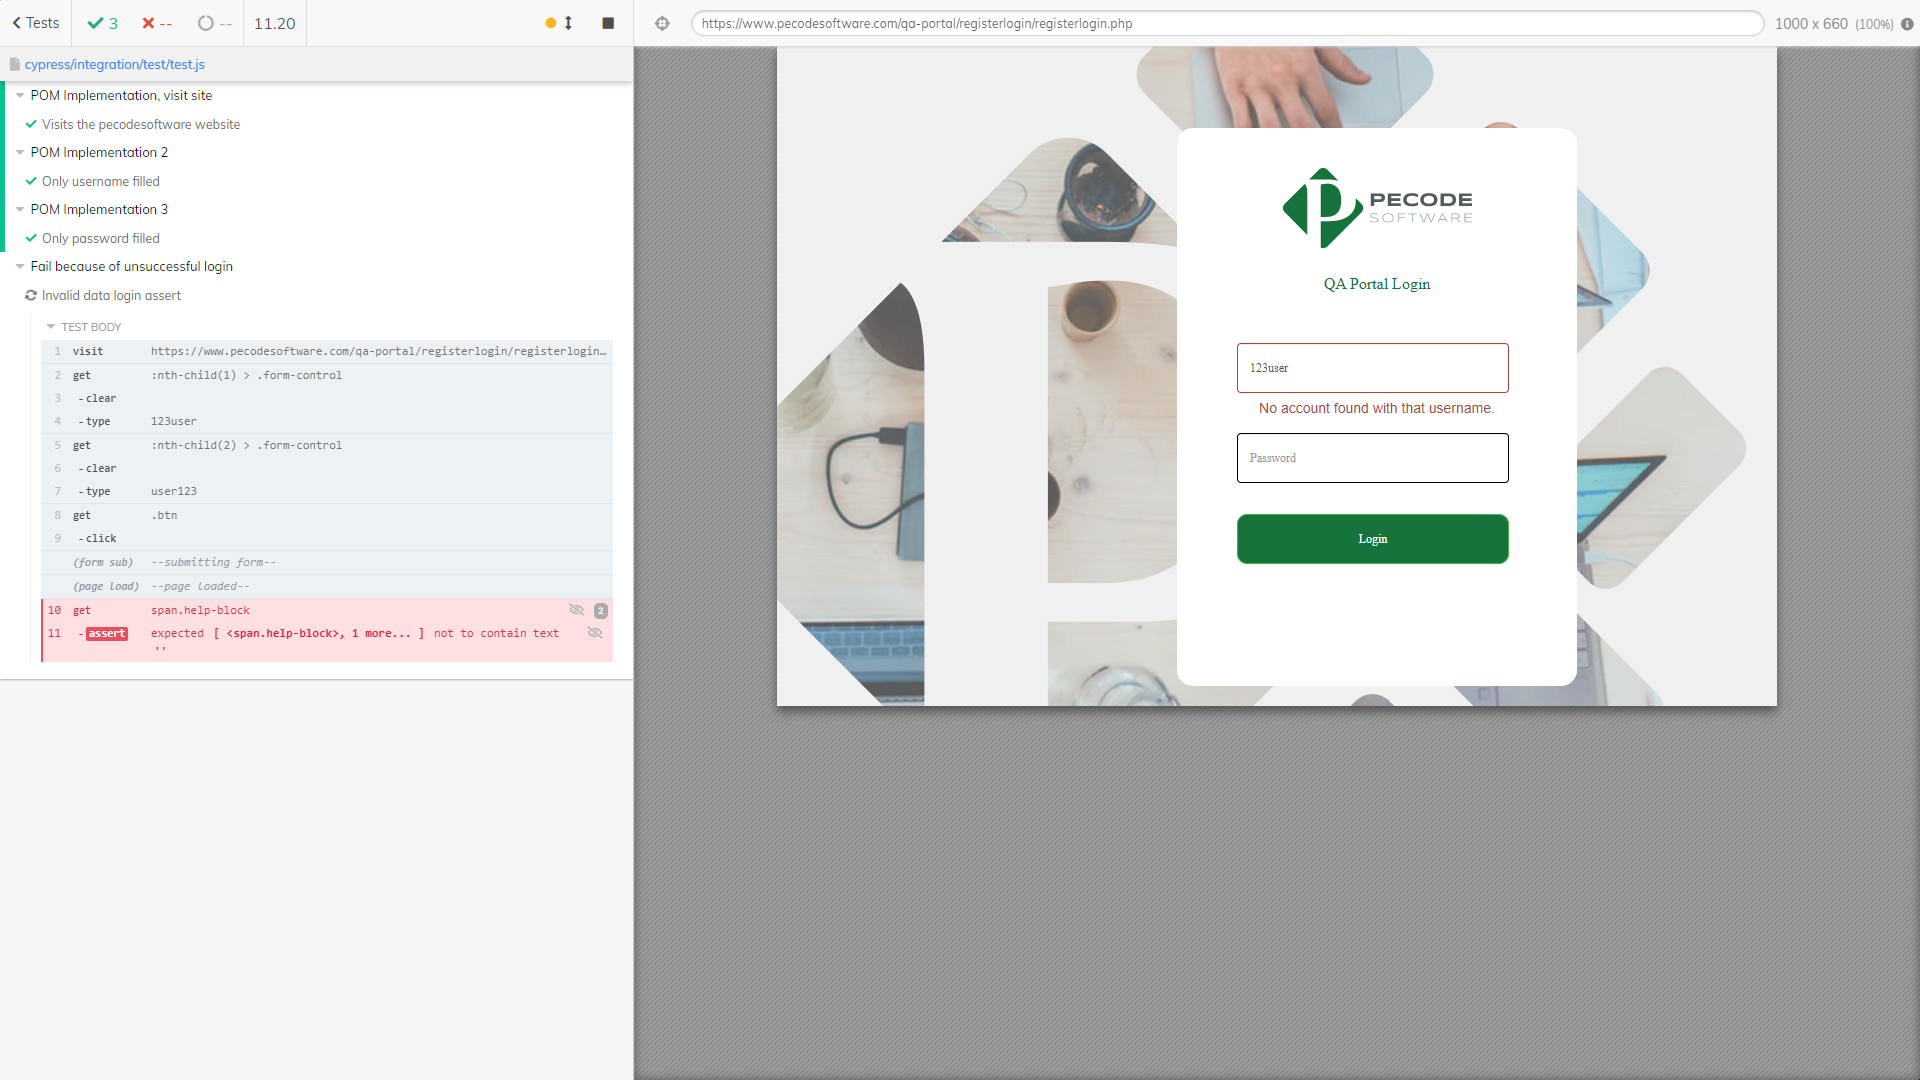 Tests
3
--
--
11.20
https://www.pecodesoftware.com/qa-portal/registerlogin/registerlogin.php
1000 x 660 (100%)
cypress/integration/test/test.js
POM Implementation, visit site
Visits the pecodesoftware website
POM Implementation 2
Only username filled
POM Implementation 3
Only password filled
Fail because of unsuccessful login
Invalid data login assert
TEST BODY
1 visit https://www.pecodesoftware.com/qa-portal/registerlogin/registerlogin…
2 get :nth-child(1) > .form-control
3 -clear
4 -type 123user
5 get :nth-child(2) > .form-control
6 -clear
7 -type user123
8 get .btn
9 -click
(form sub) --submitting form--
(page load) --page loaded--
10 get span.help-block 2
11 -assert expected [ <span.help-block>, 1 more... ] not to contain text
''
PECODE
SOFTWARE
QA Portal Login
123user
No account found with that username.
Password
Login